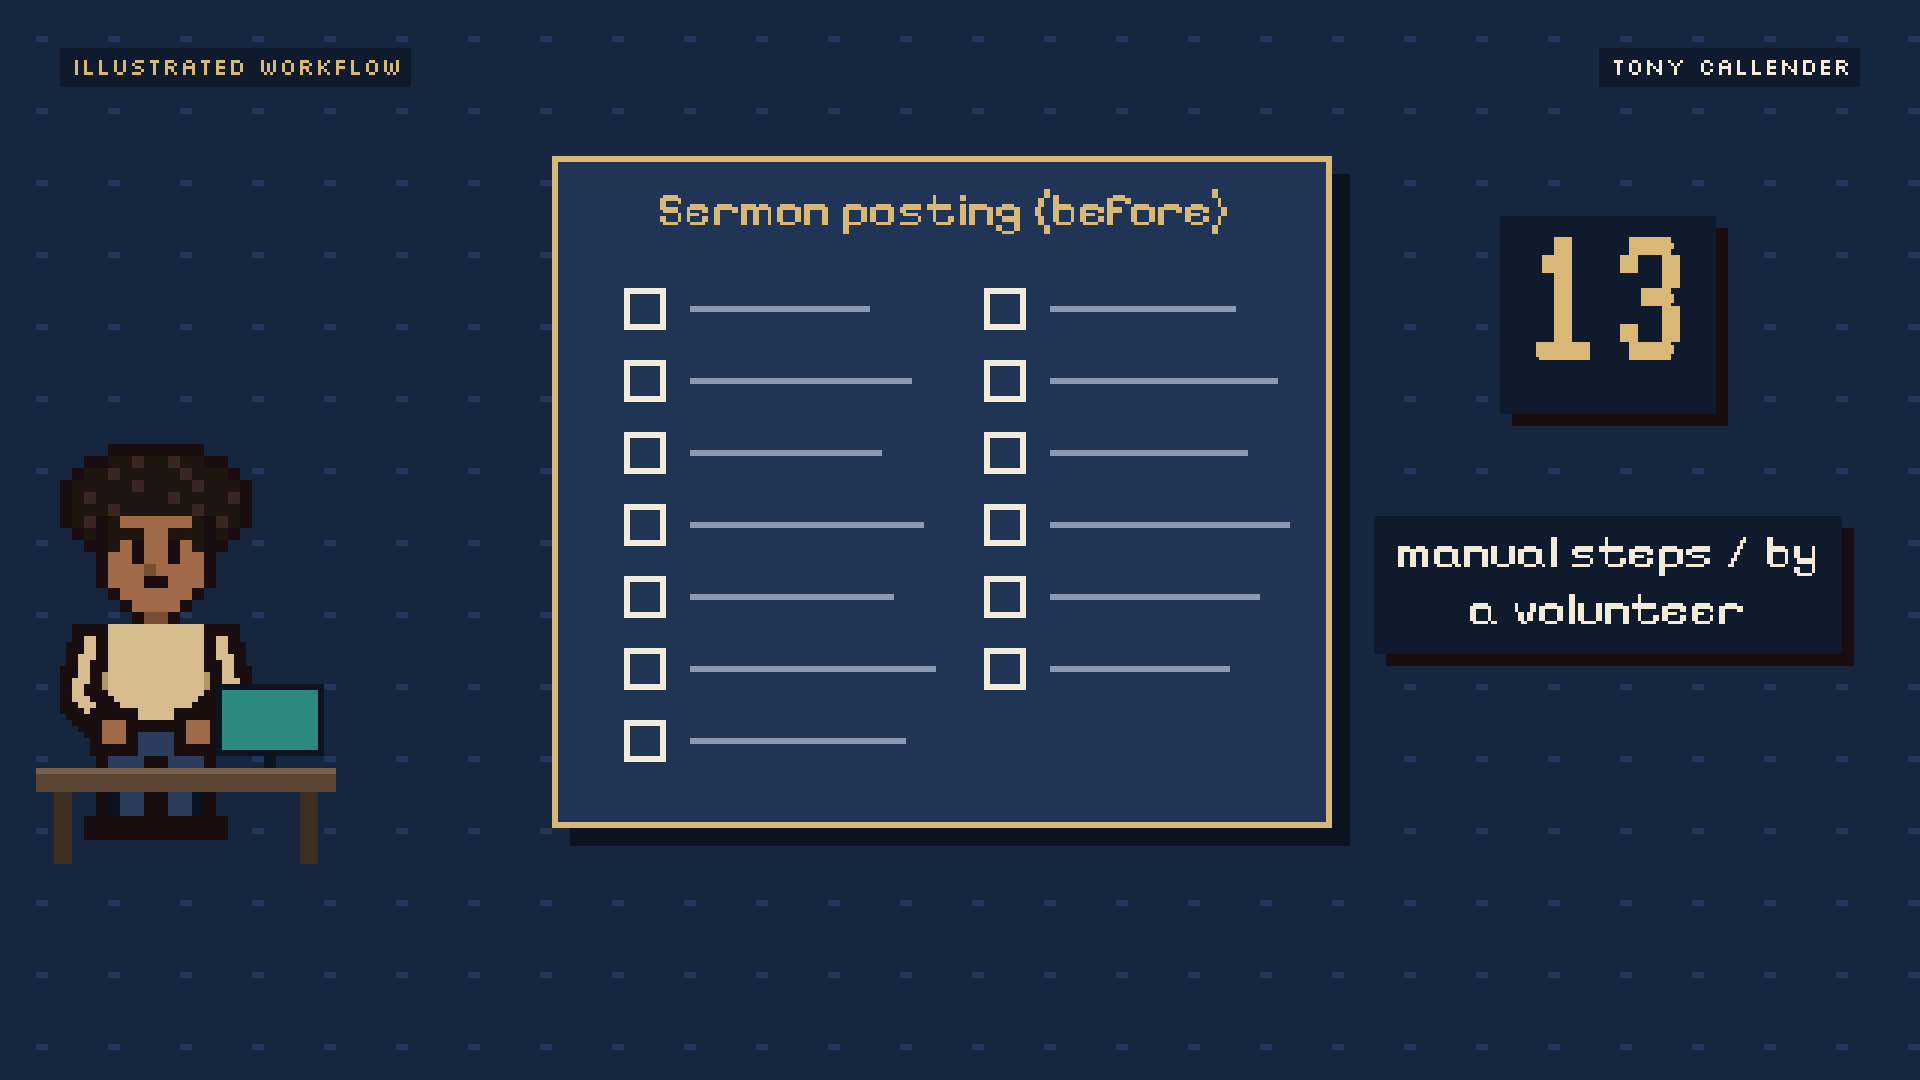 ILLUSTRATED WORKFLOW
TONY CALLENDER
Sermon posting (before)
13
manual steps / by
a volunteer